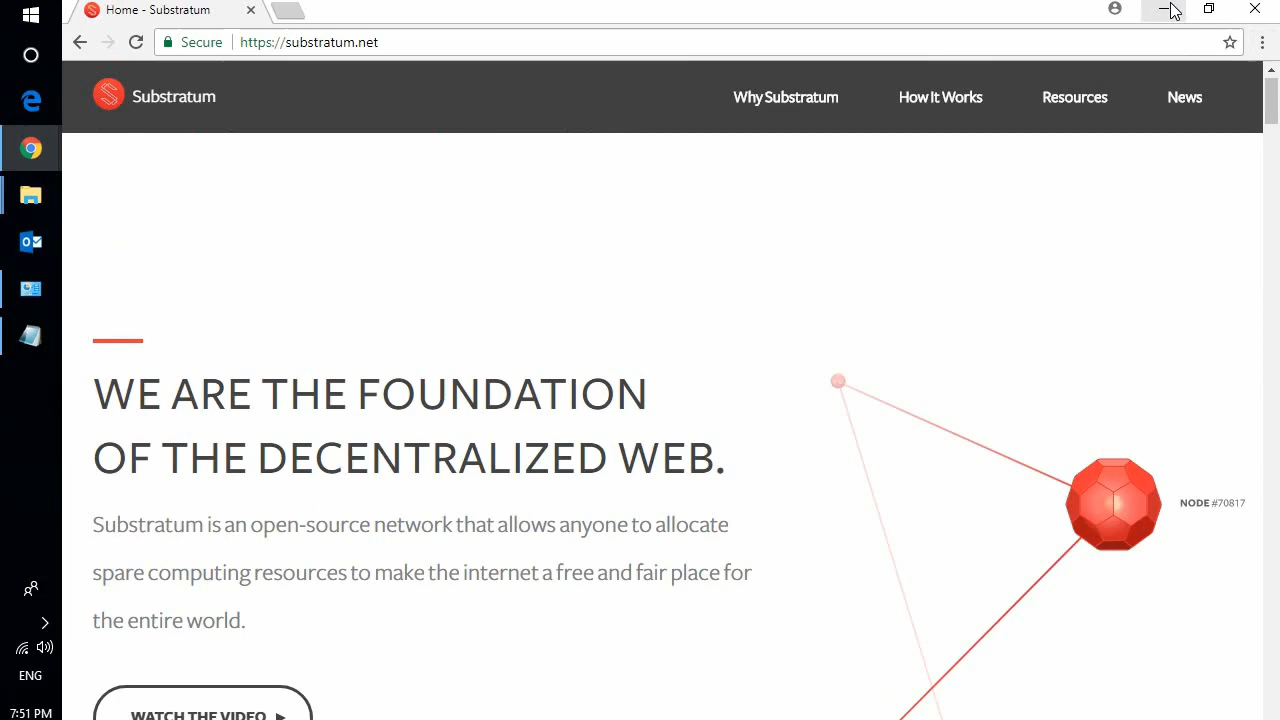 Home - Substratum
Secure https://substratum.net
Substratum
Why Substratum How It Works Resources News
WE ARE THE FOUNDATION
OF THE DECENTRALIZED WEB.
Substratum is an open-source network that allows anyone to allocate
spare computing resources to make the internet a free and fair place for
the entire world.
NODE #70817
WATCH THE VIDEO
ENG
7:51 PM